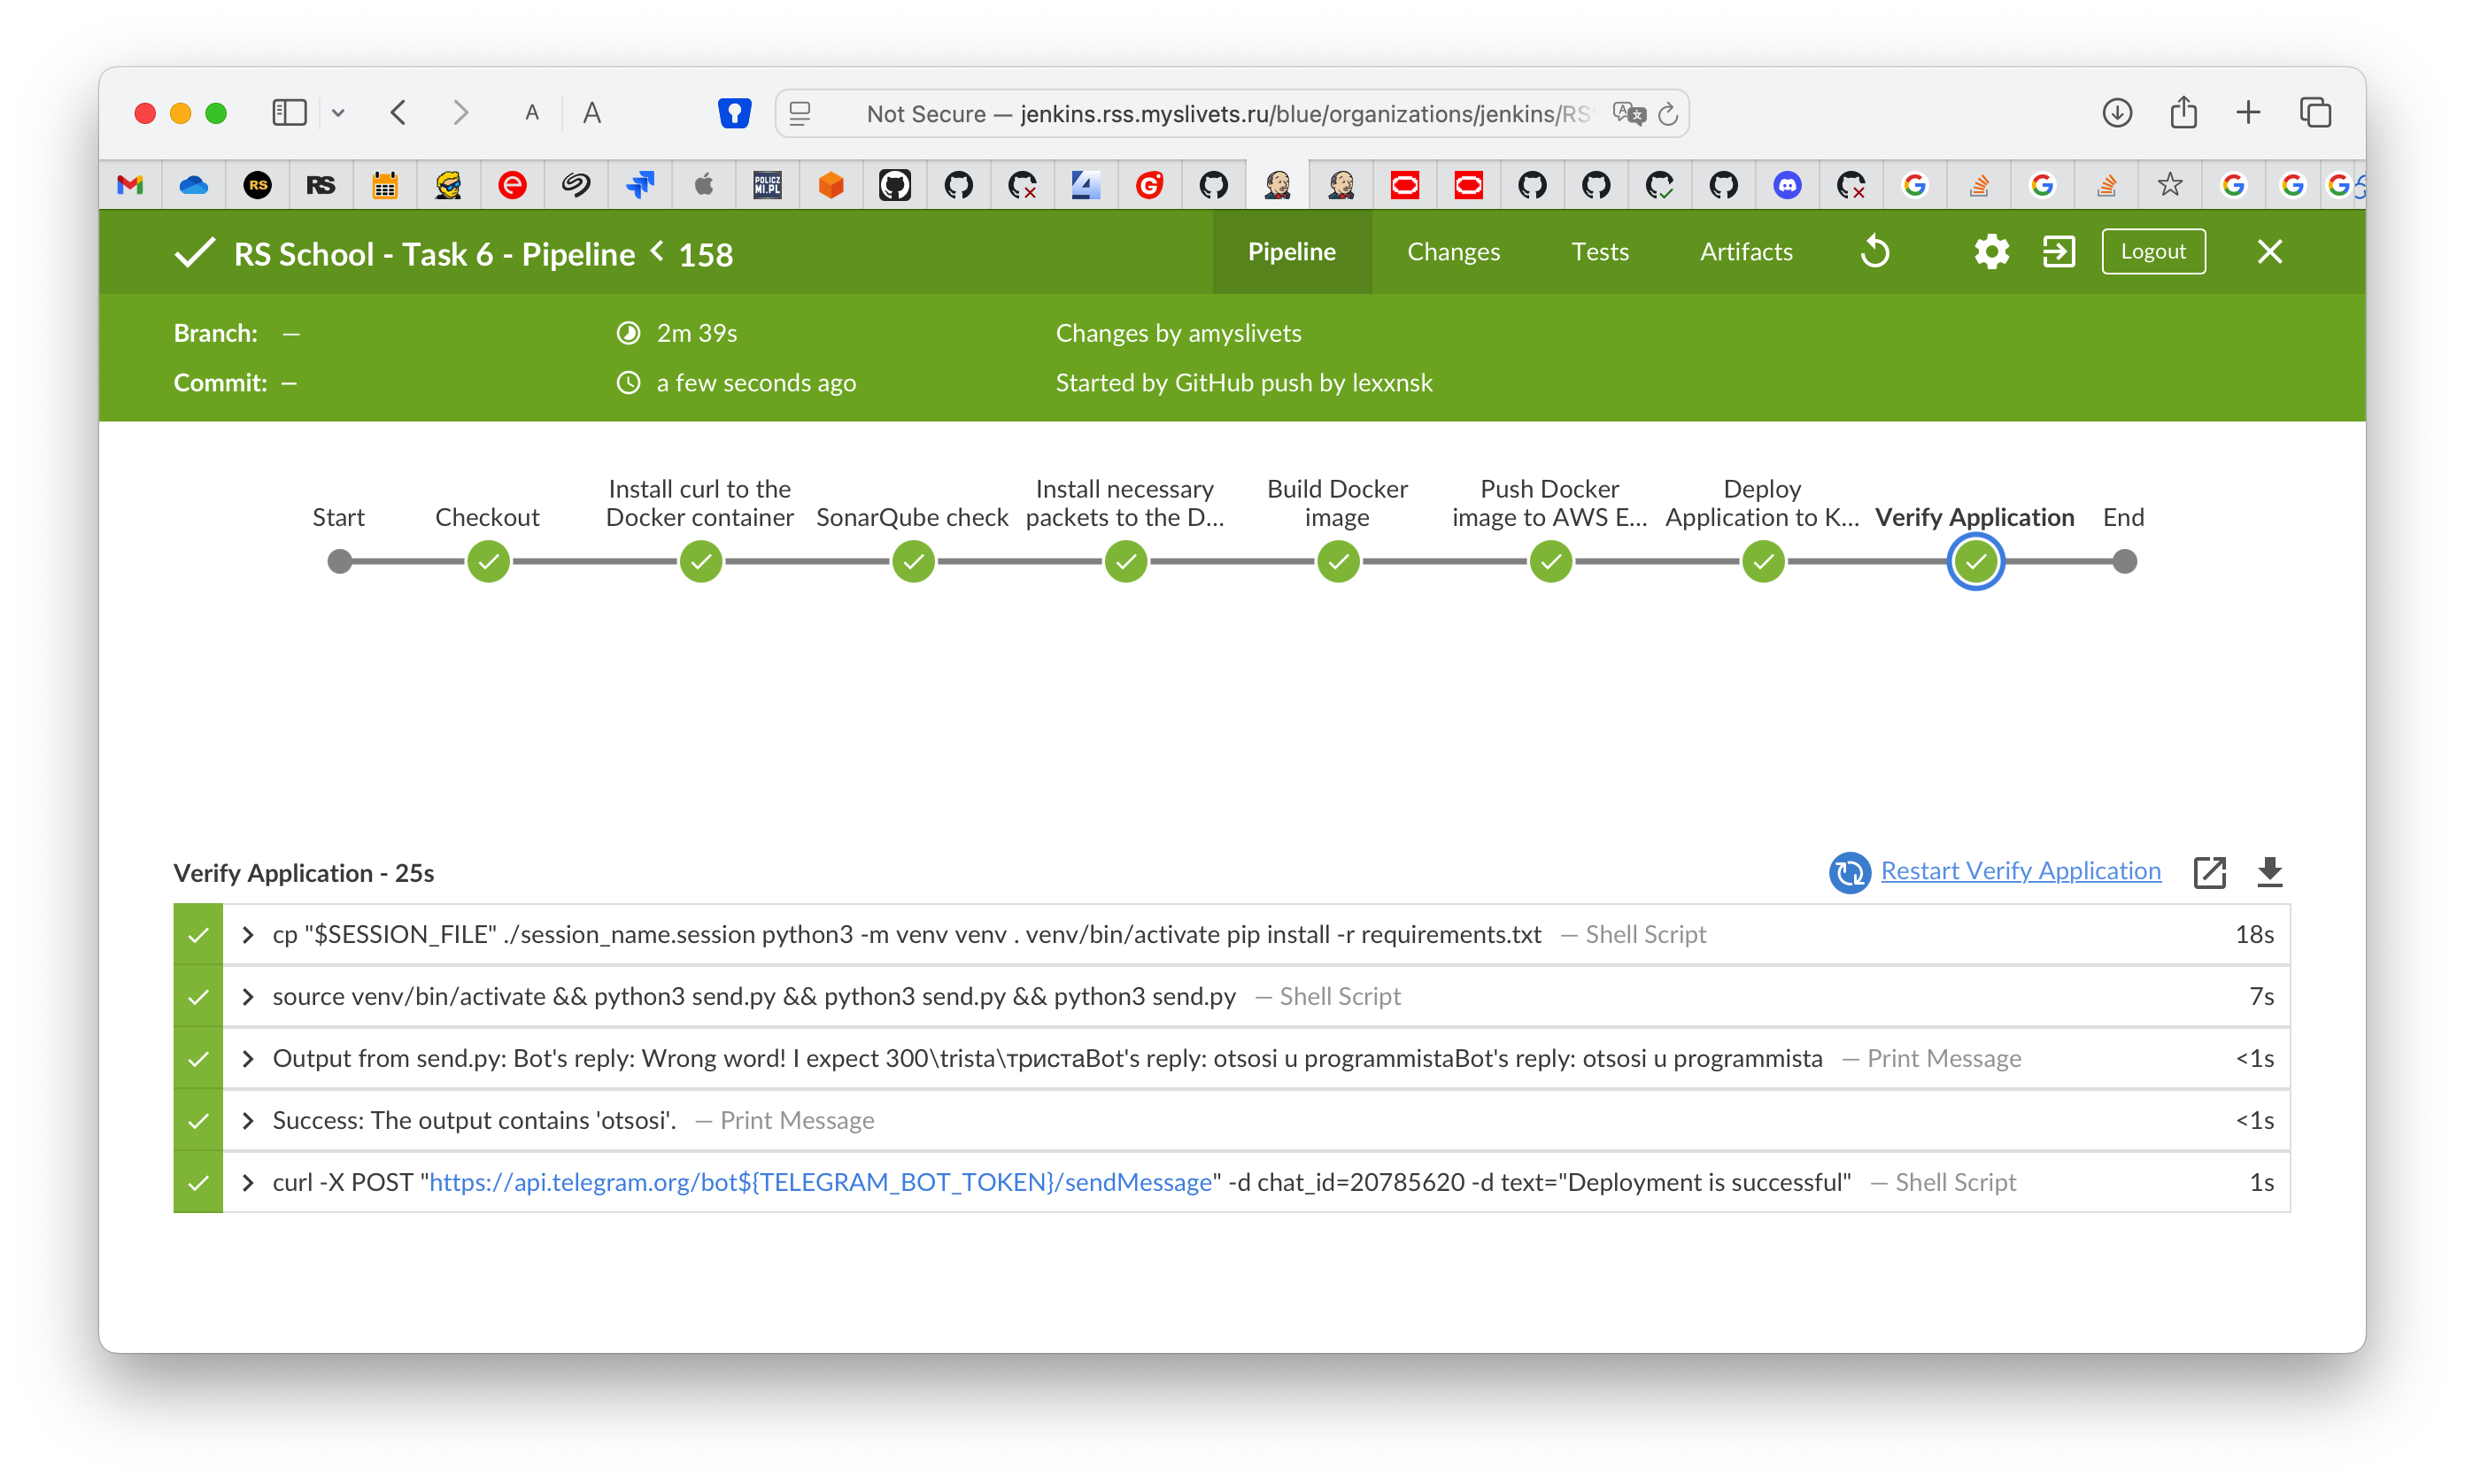 A A Not Secure — jenkins.rss.myslivets.ru/blue/organizations/jenkins/RS
RS RS POLICZ MI.PL
RS School - Task 6 - Pipeline < 158 Pipeline Changes Tests Artifacts Logout
Branch: — 2m 39s Changes by amyslivets
Commit: — a few seconds ago Started by GitHub push by lexxnsk
Start Checkout Install curl to the Docker container SonarQube check Install necessary packets to the D... Build Docker image Push Docker image to AWS E... Deploy Application to K... Verify Application End
Verify Application - 25s Restart Verify Application
cp "$SESSION_FILE" ./session_name.session python3 -m venv venv . venv/bin/activate pip install -r requirements.txt — Shell Script 18s
source venv/bin/activate && python3 send.py && python3 send.py && python3 send.py — Shell Script 7s
Output from send.py: Bot's reply: Wrong word! I expect 300\trista\тристаBot's reply: otsosi u programmistaBot's reply: otsosi u programmista — Print Message <1s
Success: The output contains 'otsosi'. — Print Message <1s
curl -X POST "https://api.telegram.org/bot${TELEGRAM_BOT_TOKEN}/sendMessage" -d chat_id=20785620 -d text="Deployment is successful" — Shell Script 1s